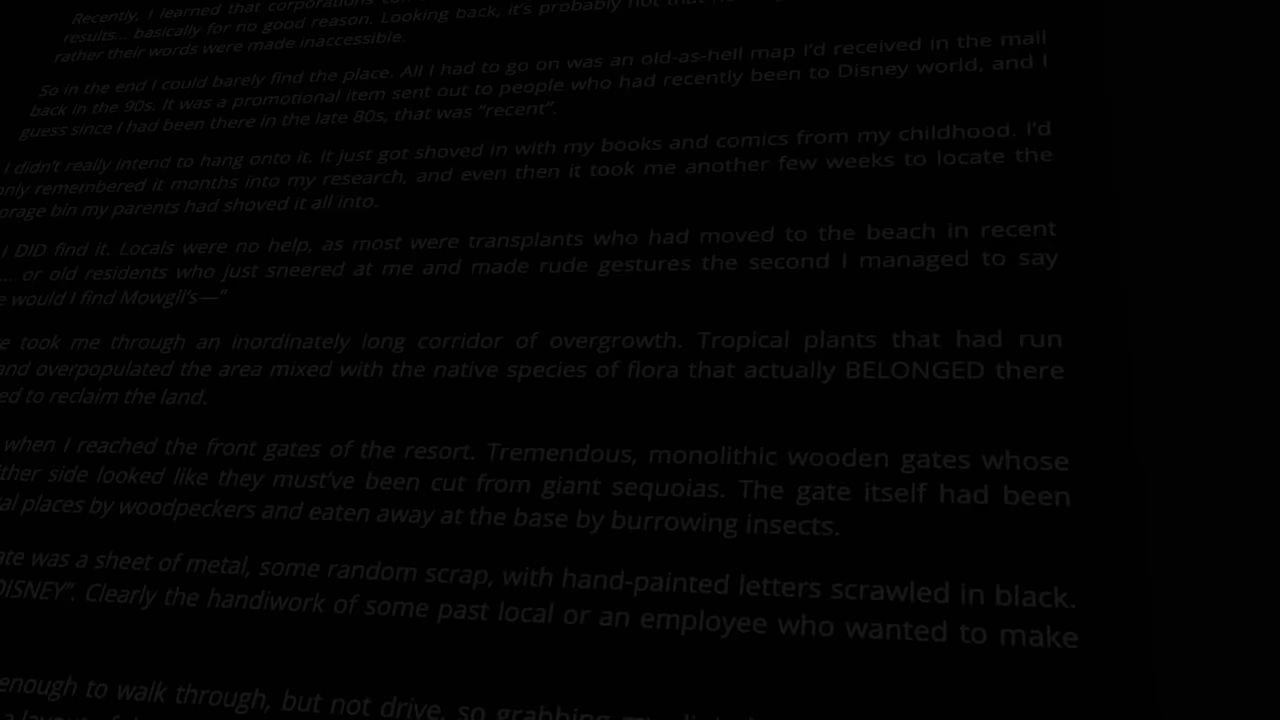 Recently, I learned that corporations
results... basically for no good reason. Looking back, it's probably not that
rather their words were made inaccessible.
So in the end I could barely find the place. All I had to go on was an old-as-hell map I'd received in the mail
back in the 90s. It was a promotional item sent out to people who had recently been to Disney world, and I
guess since I had been there in the late 80s, that was “recent”.
I didn't really intend to hang onto it. It just got shoved in with my books and comics from my childhood. I'd
only remembered it months into my research, and even then it took me another few weeks to locate the
orage bin my parents had shoved it all into.
I DID find it. Locals were no help, as most were transplants who had moved to the beach in recent
... or old residents who just sneered at me and made rude gestures the second I managed to say
e would I find Mowgli's—”
e took me through an inordinately long corridor of overgrowth. Tropical plants that had run
and overpopulated the area mixed with the native species of flora that actually BELONGED there
ed to reclaim the land.
when I reached the front gates of the resort. Tremendous, monolithic wooden gates whose
ther side looked like they must've been cut from giant sequoias. The gate itself had been
al places by woodpeckers and eaten away at the base by burrowing insects.
ate was a sheet of metal, some random scrap, with hand-painted letters scrawled in black.
DISNEY”. Clearly the handiwork of some past local or an employee who wanted to make
enough to walk through, but not drive, so grabbing